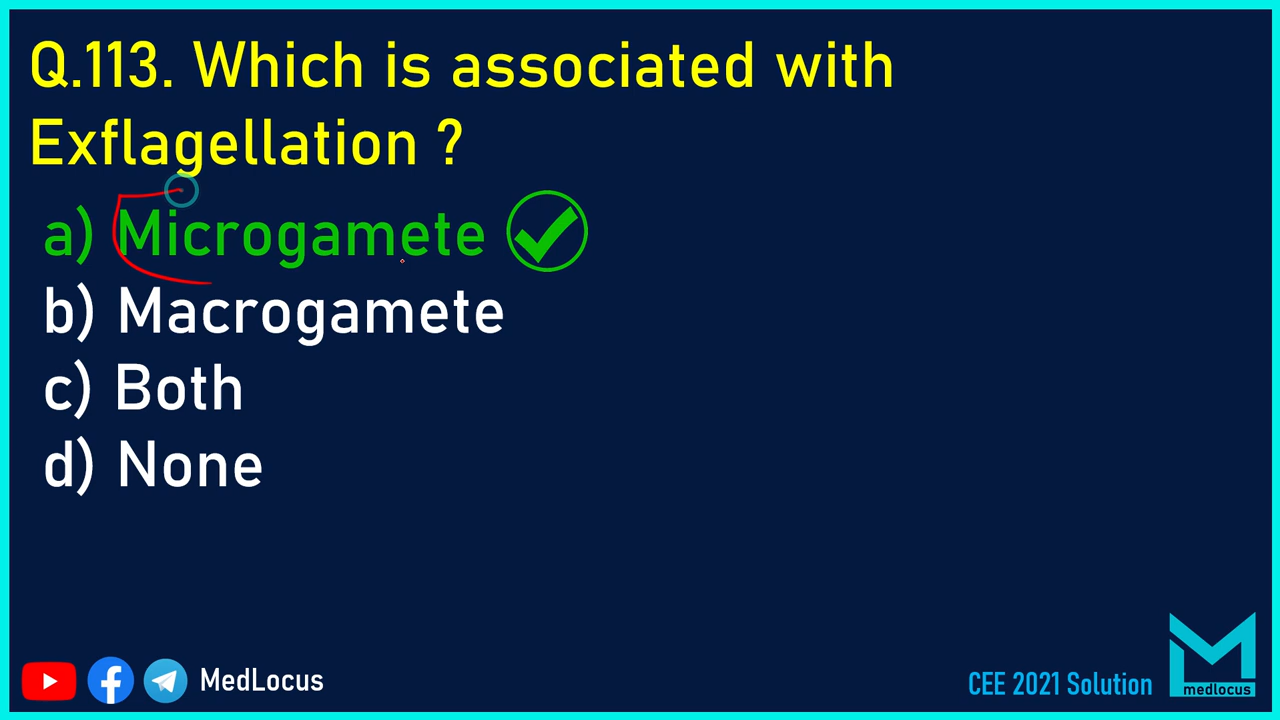 Q.113. Which is associated with
Exflagellation ?
a) Microgamete
b) Macrogamete
c) Both
d) None
MedLocus
CEE 2021 Solution
medlocus